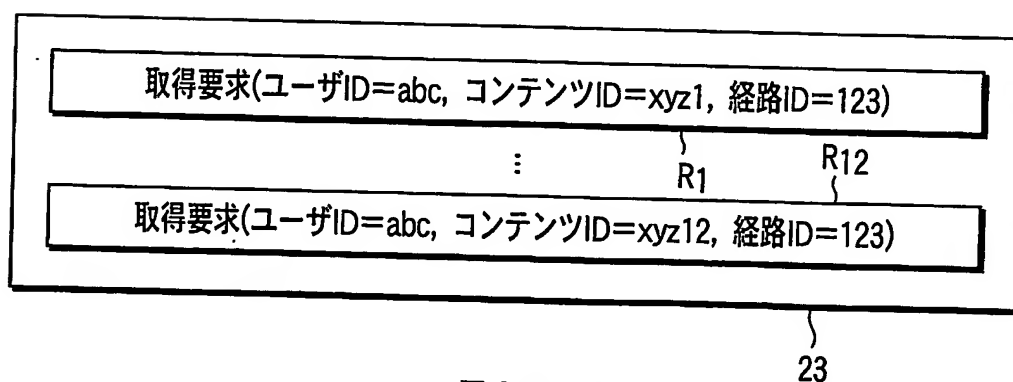 取得要求(ユーザID=abc, コンテンツID=xyz1, 経路ID=123)
⋮
R1
R12
取得要求(ユーザID=abc, コンテンツID=xyz12, 経路ID=123)
23